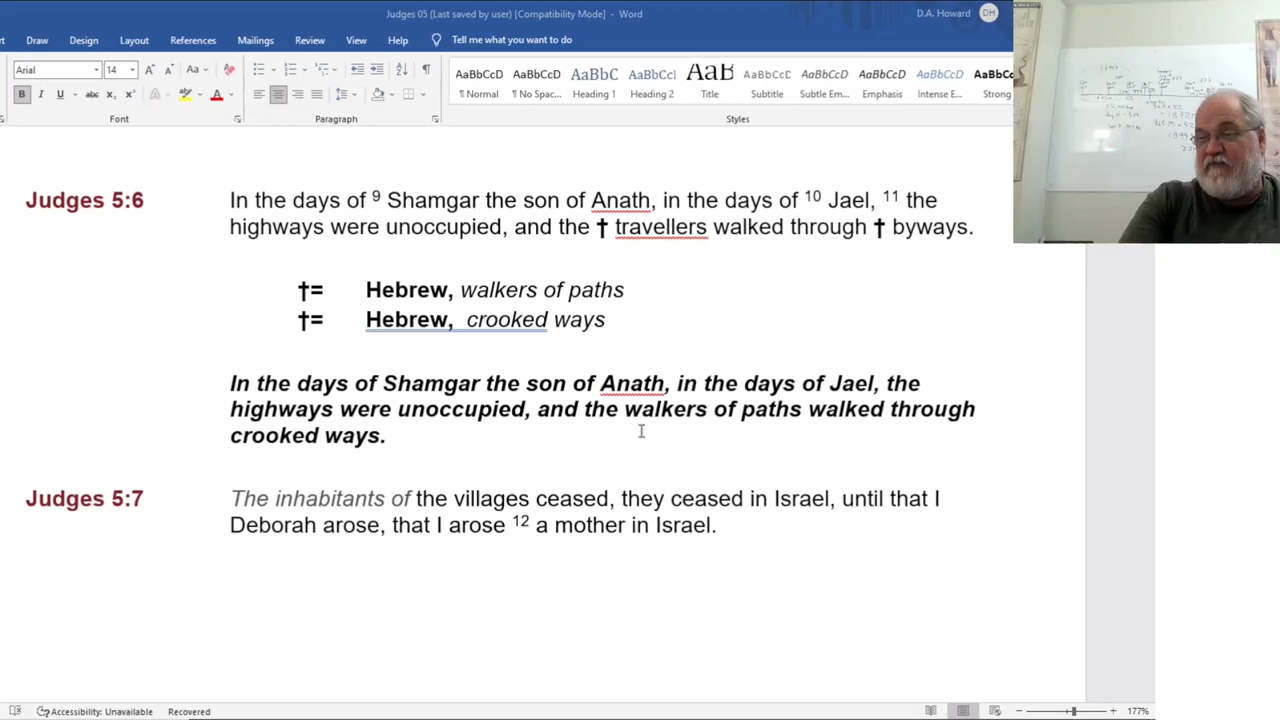 Judges 05 (Last saved by user) [Compatibility Mode] - Word
D.A. Howard DH
Draw Design Layout References Mailings Review View Help Tell me what you want to do
Arial 14 A A Aa
AaBbCcD AaBbCcD AaBbC AaBbCcI AaB AaBbCcD AaBbCcD AaBbCcD AaBbCcD AaBbCcD
B I U abc X₂ X² A A
¶ Normal ¶ No Spac... Heading 1 Heading 2 Title Subtitle Subtle Em... Emphasis Intense E... Strong
Font Paragraph Styles
Judges 5:6 In the days of ⁹ Shamgar the son of Anath, in the days of ¹⁰ Jael, ¹¹ the
highways were unoccupied, and the † travellers walked through † byways.
†= Hebrew, walkers of paths
†= Hebrew, crooked ways
In the days of Shamgar the son of Anath, in the days of Jael, the
highways were unoccupied, and the walkers of paths walked through
crooked ways.
Judges 5:7 The inhabitants of the villages ceased, they ceased in Israel, until that I
Deborah arose, that I arose ¹² a mother in Israel.
Accessibility: Unavailable Recovered 177%